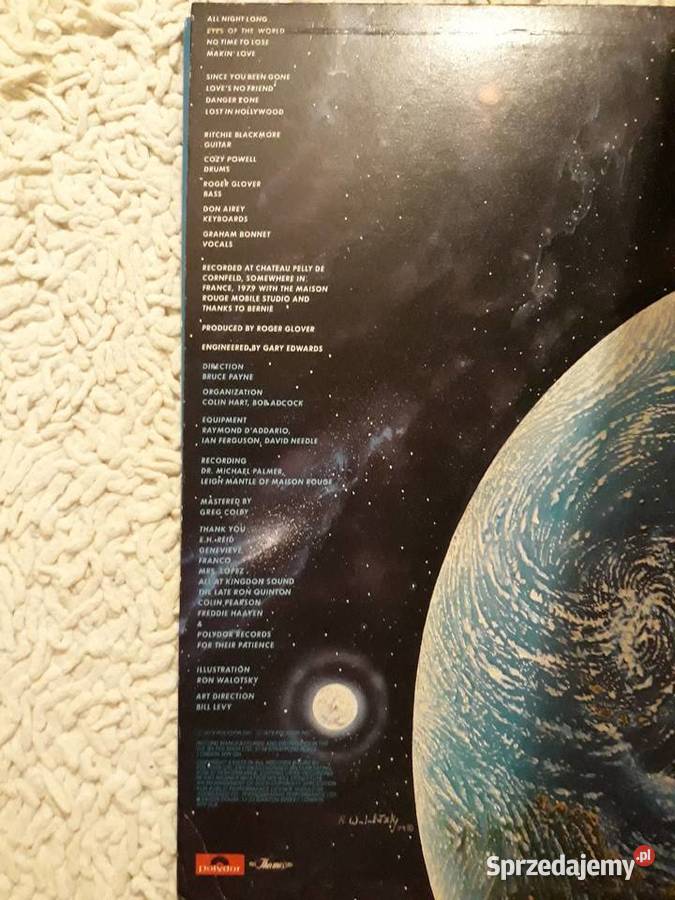 ALL NIGHT LONG
EYES OF THE WORLD
NO TIME TO LOSE
MAKIN' LOVE
SINCE YOU BEEN GONE
LOVE'S NO FRIEND
DANGER ZONE
LOST IN HOLLYWOOD
RITCHIE BLACKMORE
GUITAR
COZY POWELL
DRUMS
ROGER GLOVER
BASS
DON AIREY
KEYBOARDS
GRAHAM BONNET
VOCALS
RECORDED AT CHATEAU PELLY DE
CORNFELD, SOMEWHERE IN
FRANCE, 1979 WITH THE MAISON
ROUGE MOBILE STUDIO AND
THANKS TO BERNIE
PRODUCED BY ROGER GLOVER
ENGINEERED BY GARY EDWARDS
DIRECTION
BRUCE PAYNE
ORGANIZATION
COLIN HART, BOB ADCOCK
EQUIPMENT
RAYMOND D'ADDARIO,
IAN FERGUSON, DAVID NEEDLE
RECORDING
DR. MICHAEL PALMER,
LEIGH MANTLE OF MAISON ROUGE
MASTERED BY
GREG COLBY
THANK YOU
E.H. REID
GENEVIEVE
FRANCO
MRS. LOPEZ
ALL AT KINGDON SOUND
THE LATE RON QUINTON
COLIN PEARSON
FREDDIE HAAYEN
&
POLYDOR RECORDS
FOR THEIR PATIENCE
ILLUSTRATION
RON WALOTSKY
ART DIRECTION
BILL LEVY
R Walotsky
polydor
Sprzedajemy.pl